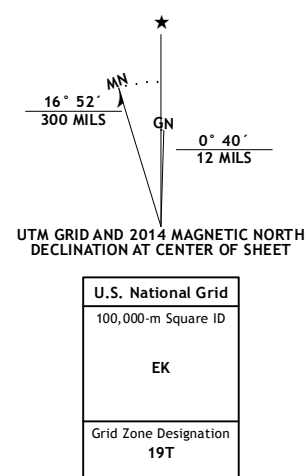 ★
MN
16° 52´
300 MILS
GN
0° 40´
12 MILS
UTM GRID AND 2014 MAGNETIC NORTH
DECLINATION AT CENTER OF SHEET
U.S. National Grid
100,000-m Square ID
EK
Grid Zone Designation
19T